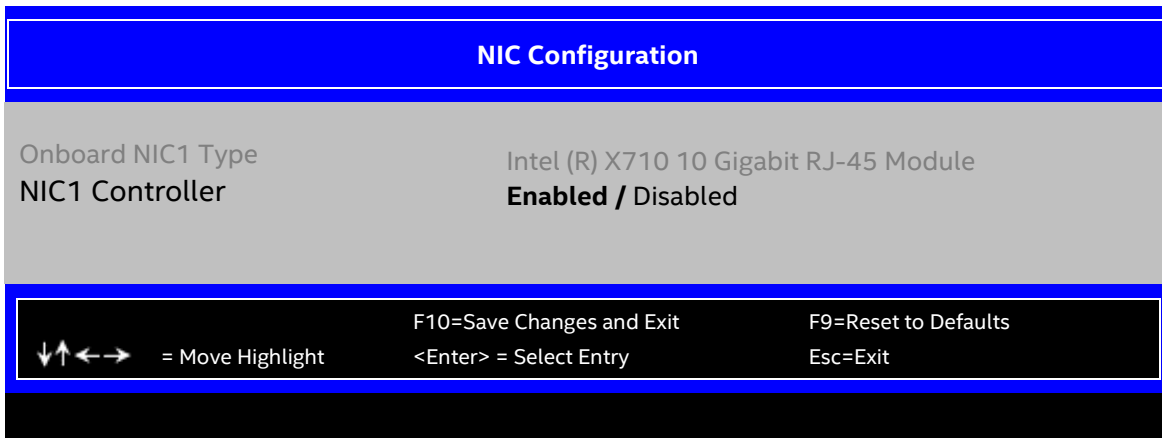 NIC Configuration
Onboard NIC1 Type Intel (R) X710 10 Gigabit RJ-45 Module
NIC1 Controller Enabled / Disabled
F10=Save Changes and Exit F9=Reset to Defaults
↓↑←→ = Move Highlight <Enter> = Select Entry Esc=Exit